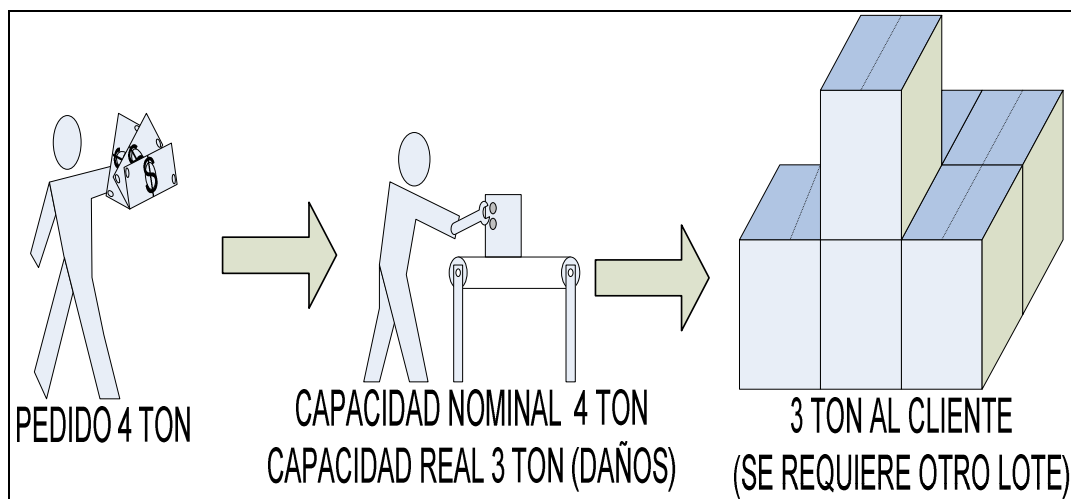 $ $ $
PEDIDO 4 TON
CAPACIDAD NOMINAL 4 TON
CAPACIDAD REAL 3 TON (DAÑOS)
3 TON AL CLIENTE
(SE REQUIERE OTRO LOTE)